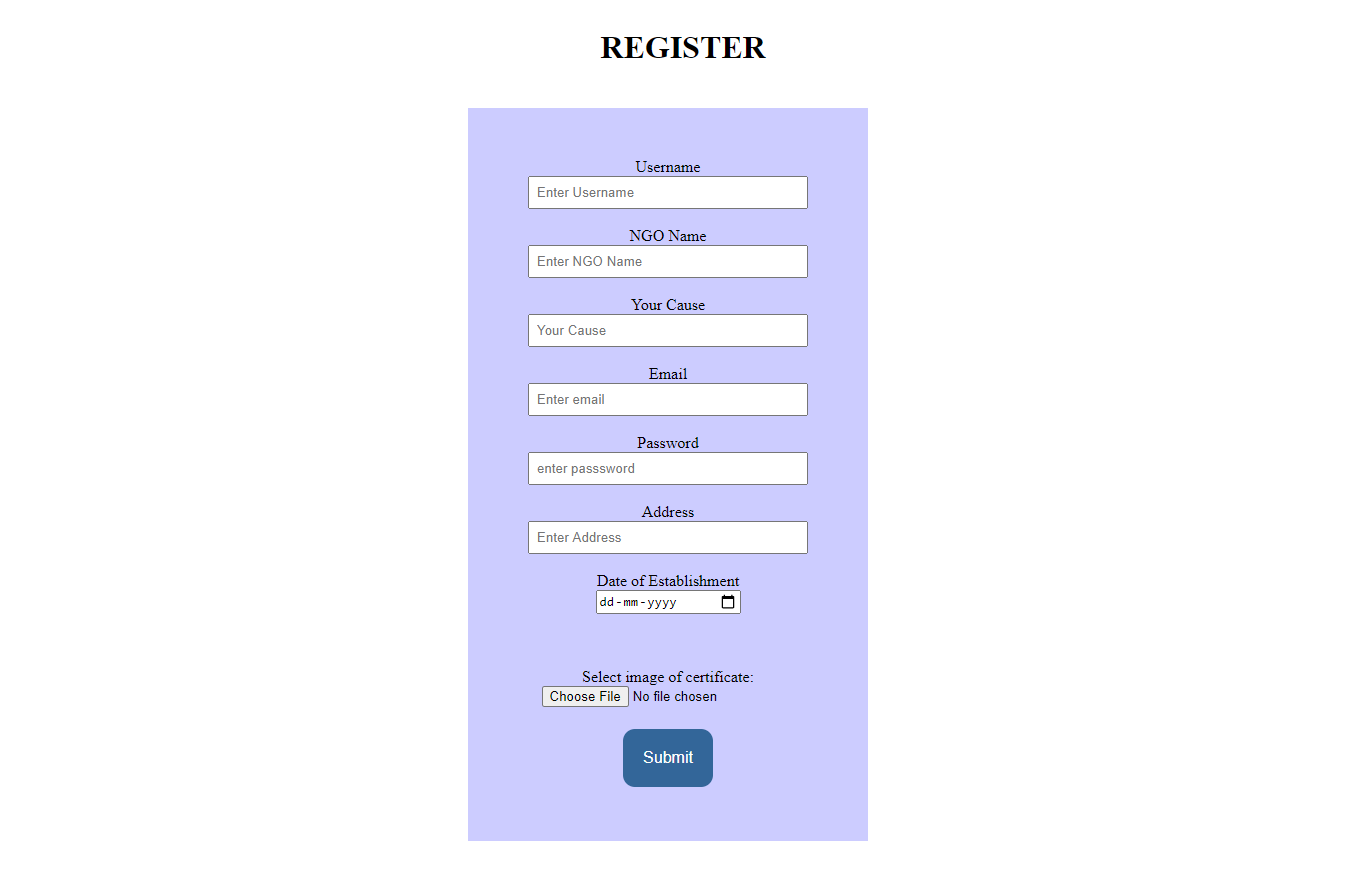 REGISTER
Username
Enter Username
NGO Name
Enter NGO Name
Your Cause
Your Cause
Email
Enter email
Password
enter passsword
Address
Enter Address
Date of Establishment
dd-mm-yyyy
Select image of certificate:
Choose File No file chosen
Submit